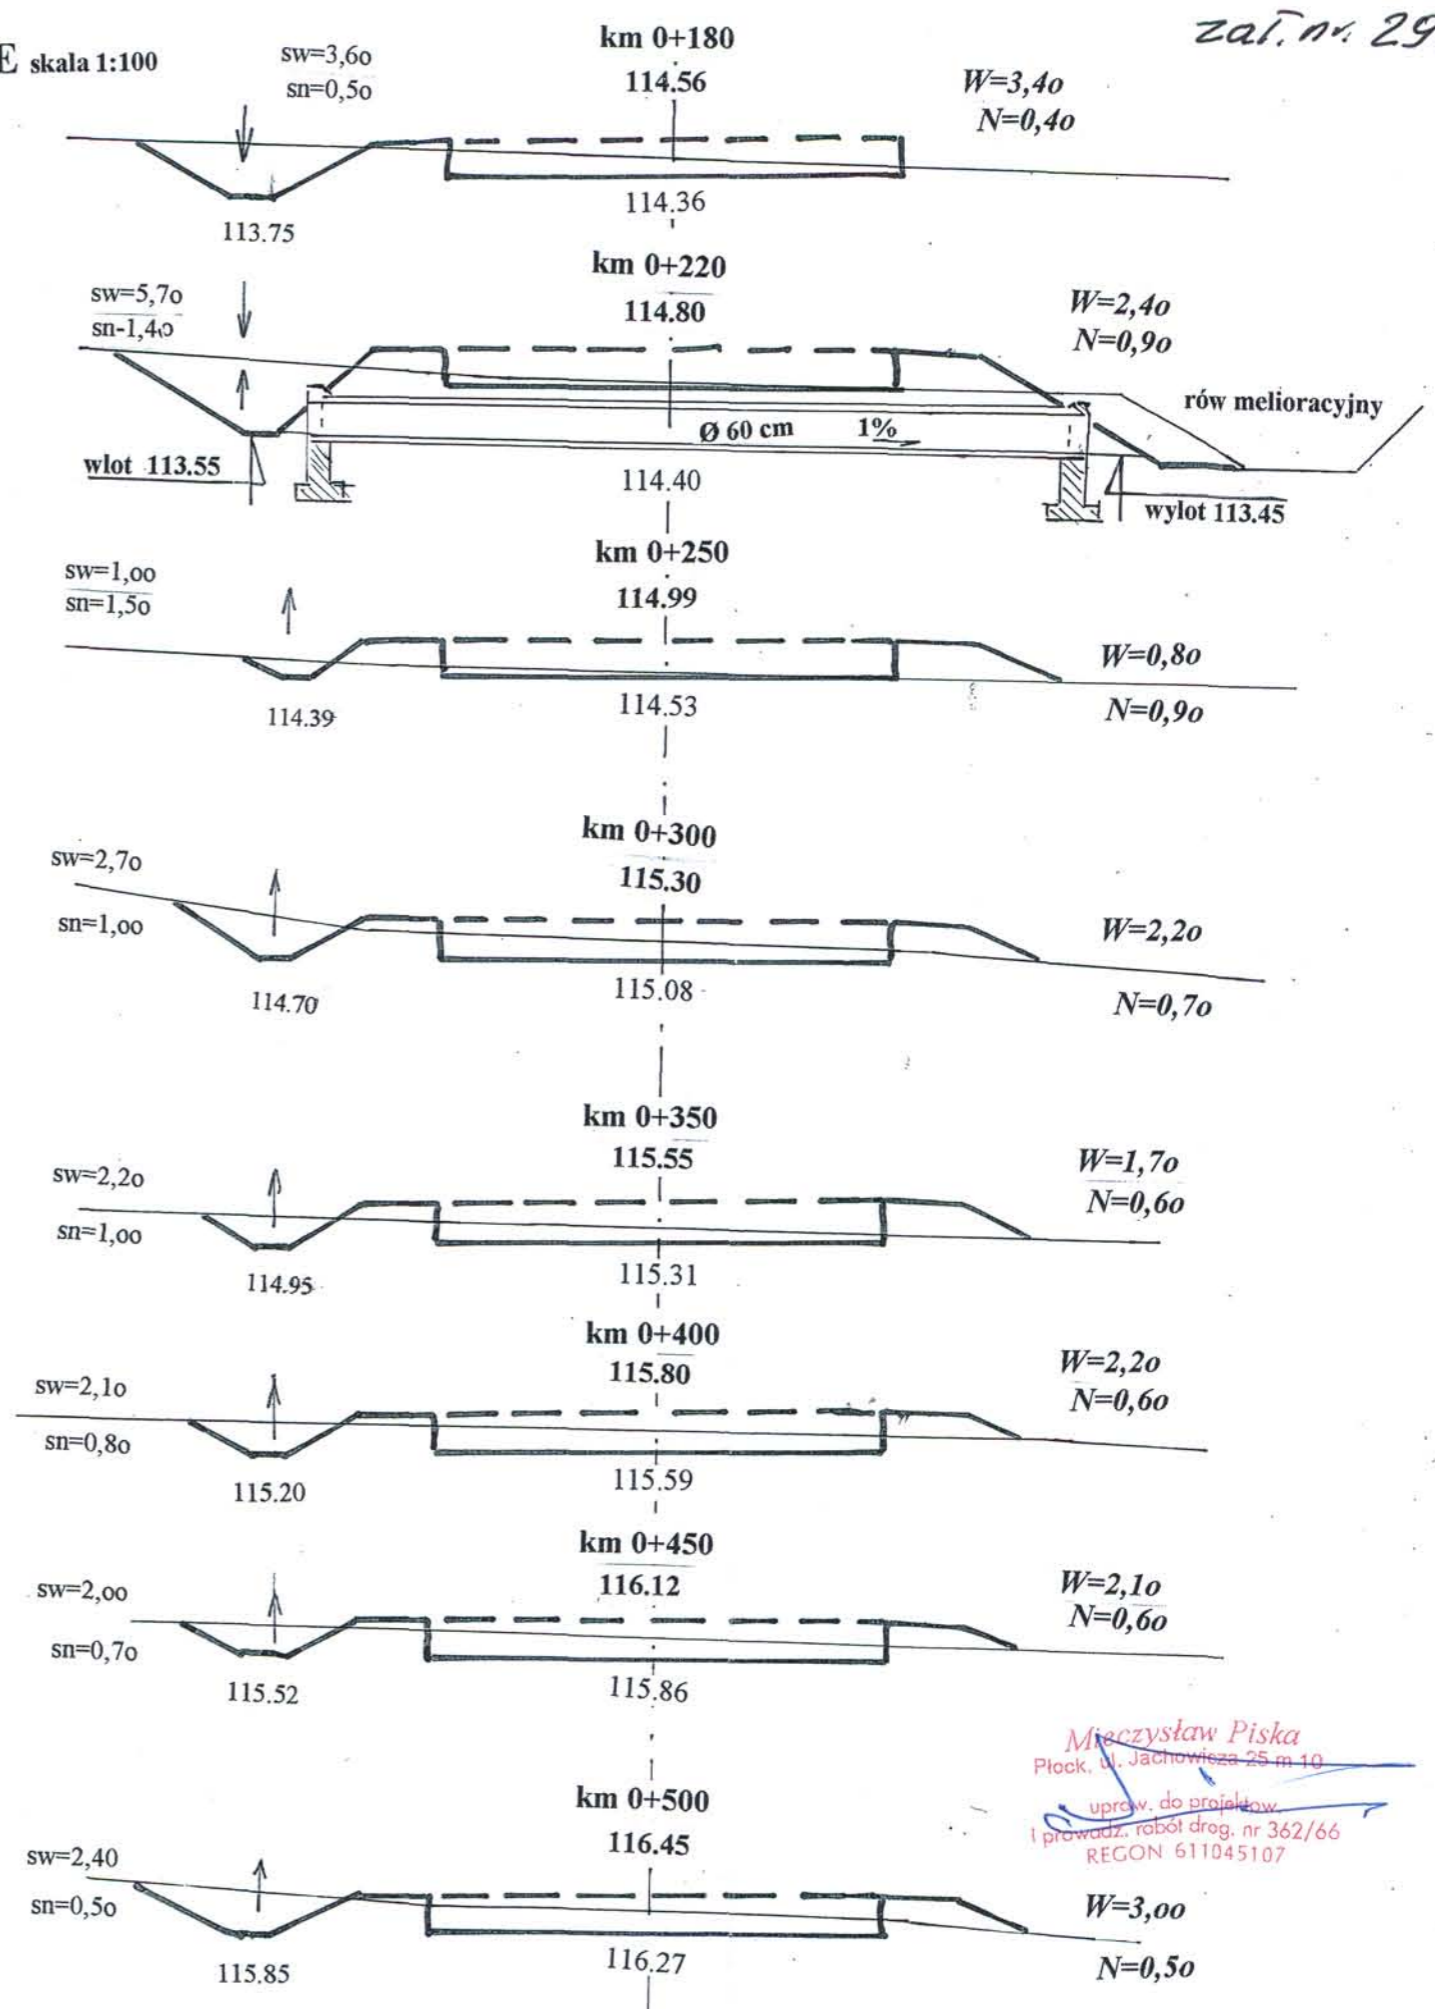 zał. nr. 29
E skala 1:100
sw=3,6o
sn=0,5o
km 0+180
114.56
W=3,4o
N=0,4o
114.36
113.75
km 0+220
114.80
sw=5,7o
sn-1,4o
W=2,4o
N=0,9o
rów melioracyjny
Ø 60 cm 1%
wlot 113.55
114.40
wylot 113.45
km 0+250
114.99
sw=1,oo
sn=1,5o
W=0,8o
N=0,9o
114.39
114.53
km 0+300
115.30
sw=2,7o
sn=1,oo
W=2,2o
N=0,7o
114.70
115.08
km 0+350
115.55
sw=2,2o
sn=1,oo
W=1,7o
N=0,6o
114.95
115.31
km 0+400
115.80
sw=2,1o
sn=0,8o
W=2,2o
N=0,6o
115.20
115.59
km 0+450
116.12
sw=2,oo
sn=0,7o
W=2,1o
N=0,6o
115.52
115.86
Mieczysław Piska
Płock, ul. Jachowicza 25 m 10
upraw. do projektow.
i prowadz. robót drog. nr 362/66
REGON 611045107
km 0+500
116.45
sw=2,40
sn=0,5o
W=3,oo
N=0,5o
115.85
116.27